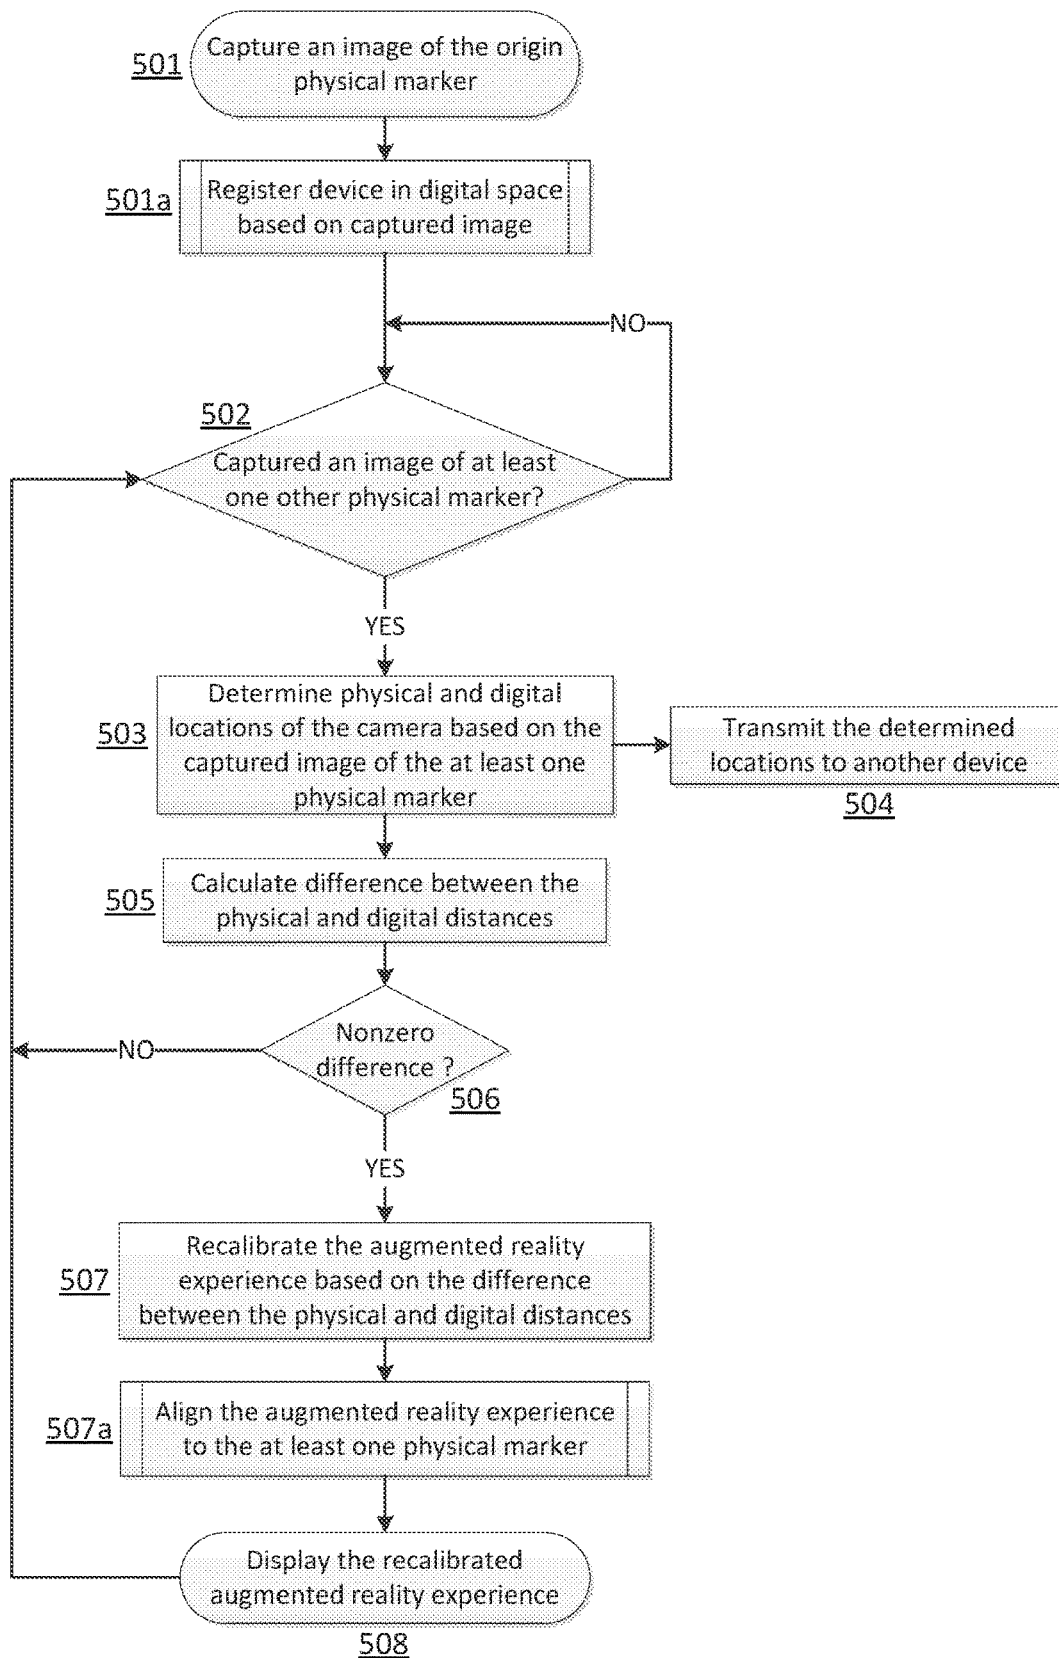 Capture an image of the origin
physical marker
501
Register device in digital space
based on captured image
501a
NO
502
Captured an image of at least
one other physical marker?
YES
Determine physical and digital
locations of the camera based on the
captured image of the at least one
physical marker
503
Transmit the determined
locations to another device
504
Calculate difference between the
physical and digital distances
505
Nonzero
difference ?
506
NO
YES
Recalibrate the augmented reality
experience based on the difference
between the physical and digital distances
507
Align the augmented reality experience
to the at least one physical marker
507a
Display the recalibrated
augmented reality experience
508